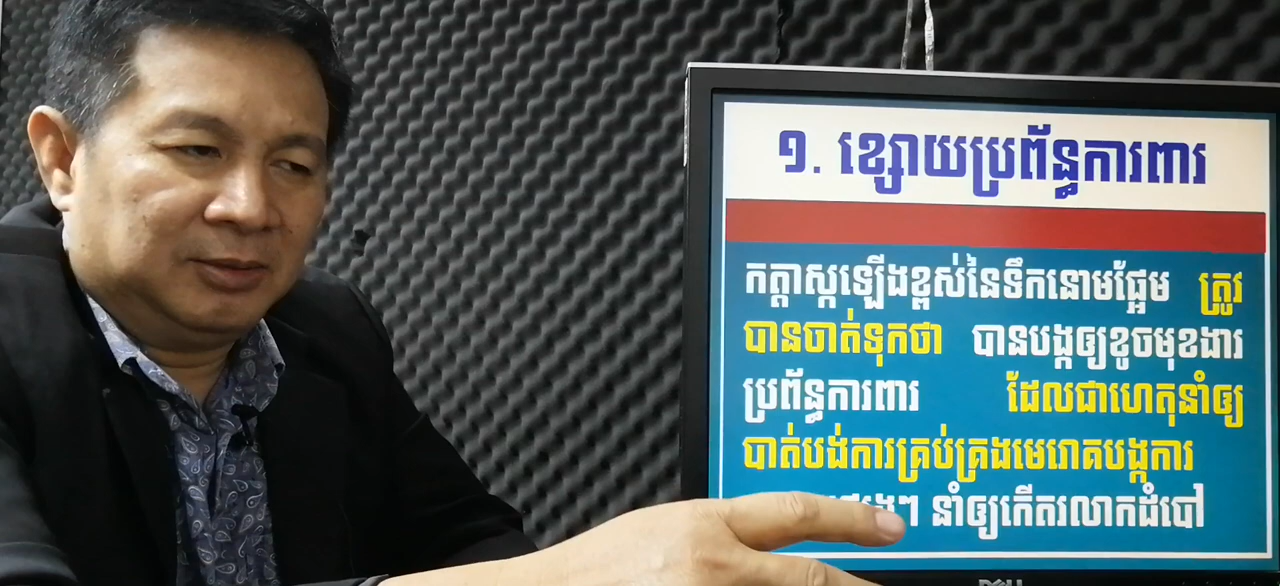 ១. ខ្សោយប្រព័ន្ធការពារ
កត្តាស្កឡើងខ្ពស់នៃទឹកនោមផ្អែម ត្រូវ
បានចាត់ទុកថា បានបង្កឲ្យខូចមុខងារ
ប្រព័ន្ធការពារ ដែលជាហេតុនាំឲ្យ
បាត់បង់ការគ្រប់គ្រងមេរោគបង្កការ
នាំឲ្យកើតរលាកដំបៅ